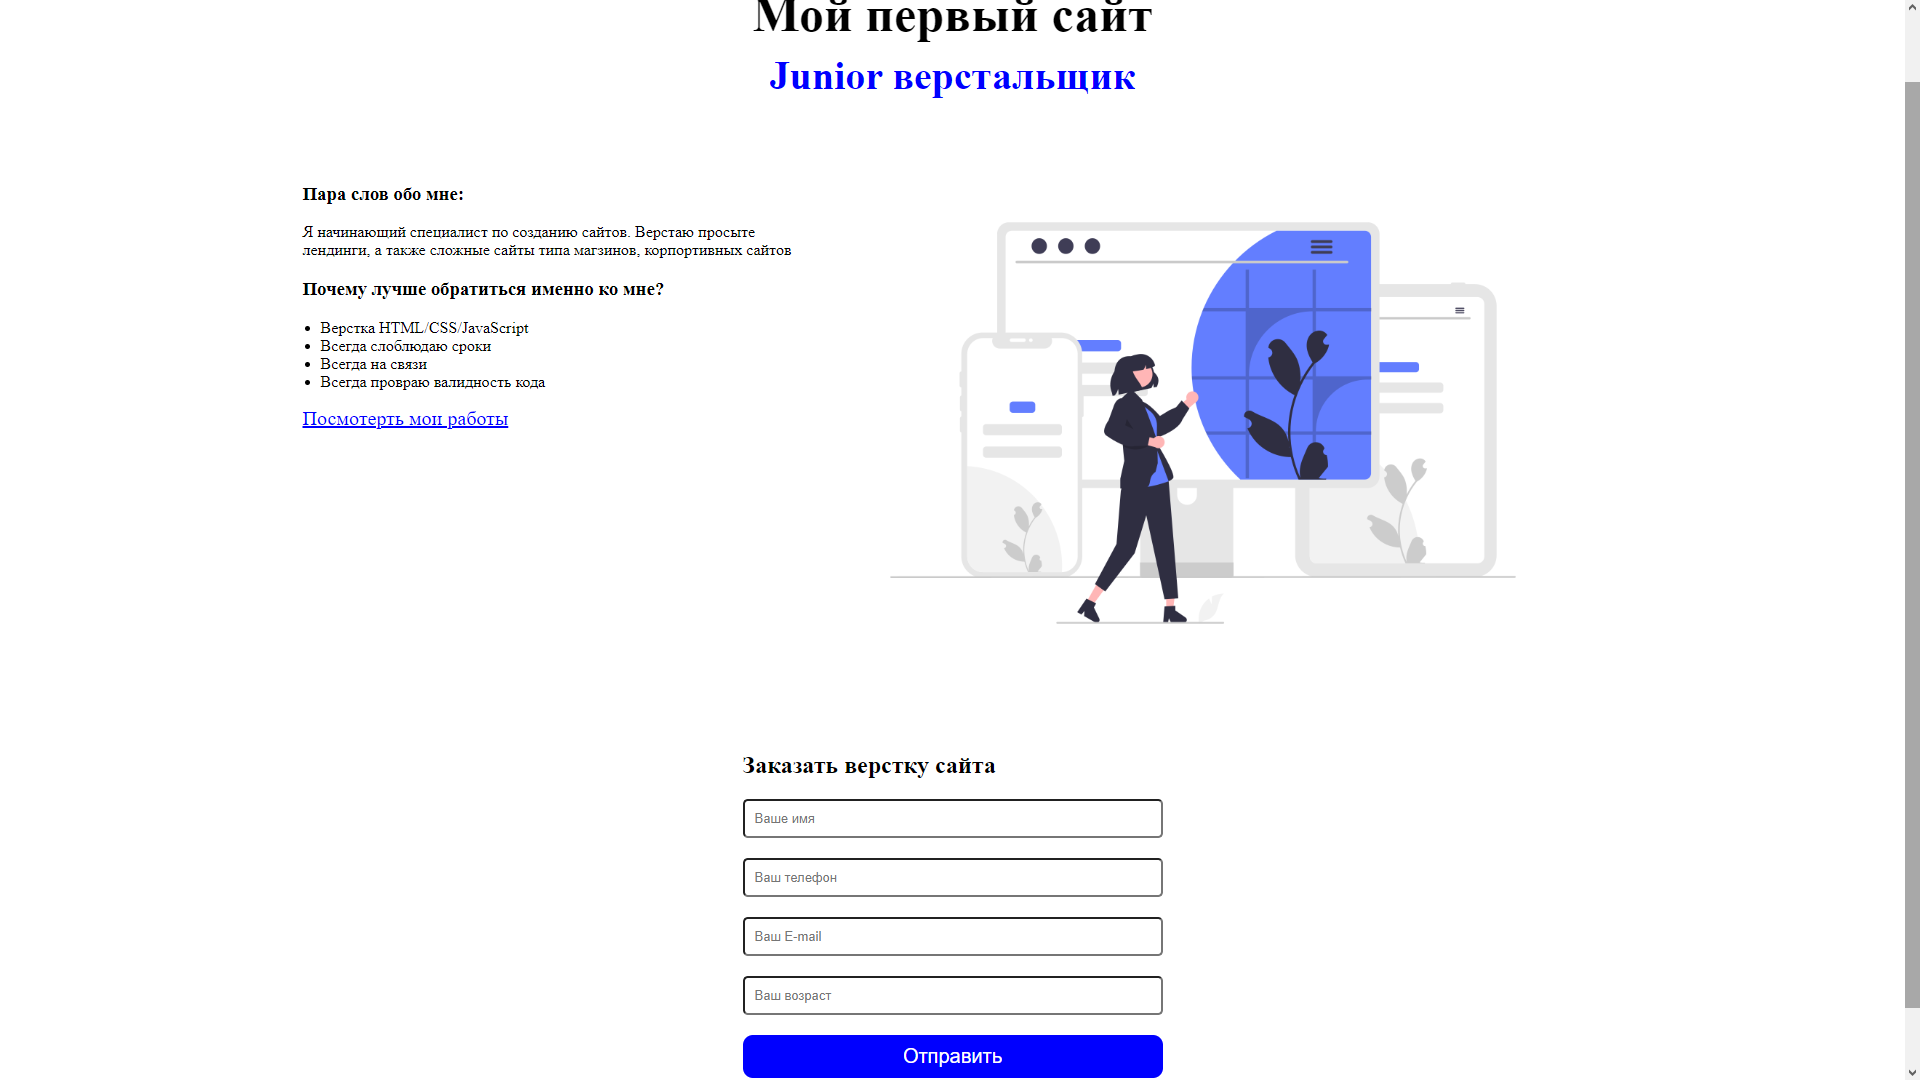 Мой первый сайт
Junior верстальщик
Пара слов обо мне:
Я начинающий специалист по созданию сайтов. Верстаю просыте
лендинги, а также сложные сайты типа магзинов, корпортивных сайтов
Почему лучше обратиться именно ко мне?
Верстка HTML/CSS/JavaScript
Всегда слоблюдаю сроки
Всегда на связи
Всегда провраю валидность кода
Посмотерть мои работы
Заказать верстку сайта
Ваше имя
Ваш телефон
Ваш E-mail
Ваш возраст
Отправить